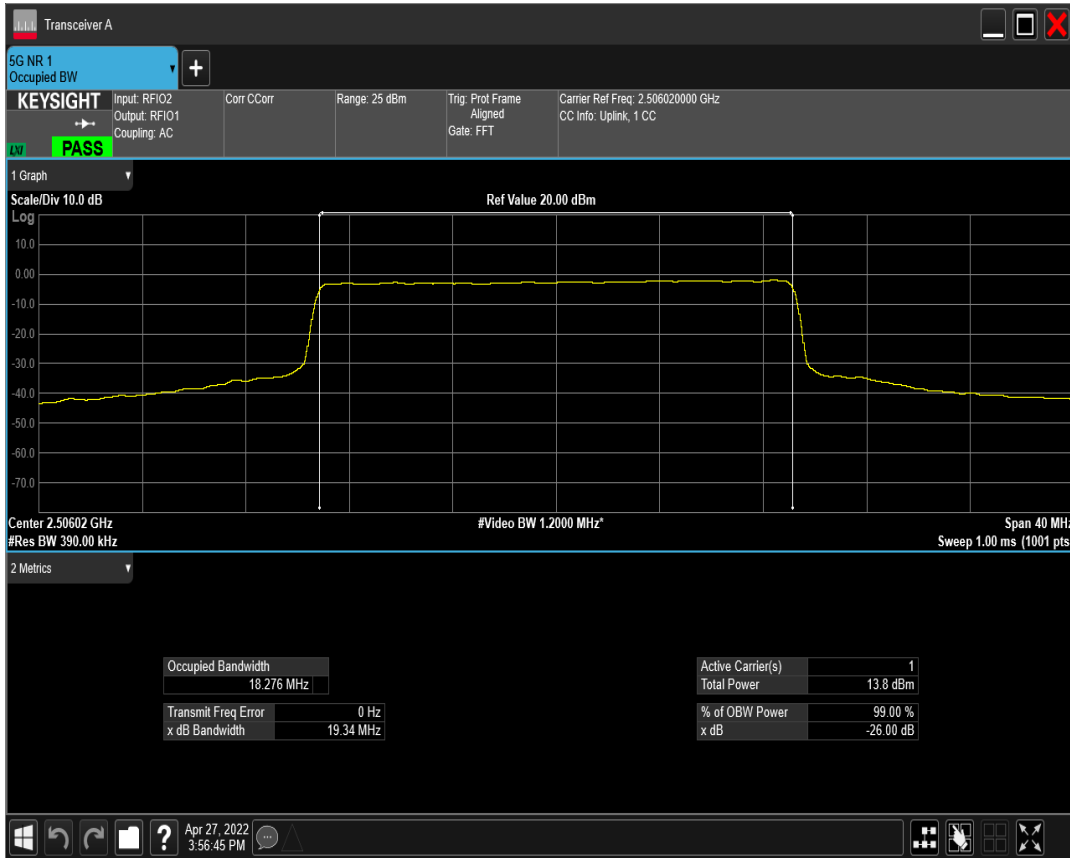 Transceiver A
5G NR 1
Occupied BW
KEYSIGHT
Input: RFIO2
Output: RFIO1
Coupling: AC
Corr CCorr
Range: 25 dBm
Trig: Prot Frame
Aligned
Gate: FFT
Carrier Ref Freq: 2.506020000 GHz
CC Info: Uplink, 1 CC
LXI
PASS
1 Graph
Scale/Div 10.0 dB
Ref Value 20.00 dBm
Log
10.0
0.00
-10.0
-20.0
-30.0
-40.0
-50.0
-60.0
-70.0
Center 2.50602 GHz
#Video BW 1.2000 MHz*
Span 40 MHz
#Res BW 390.00 kHz
Sweep 1.00 ms (1001 pts
2 Metrics
Occupied Bandwidth
18.276 MHz
Transmit Freq Error 0 Hz
x dB Bandwidth 19.34 MHz
Active Carrier(s) 1
Total Power 13.8 dBm
% of OBW Power 99.00 %
x dB -26.00 dB
Apr 27, 2022
3:56:45 PM